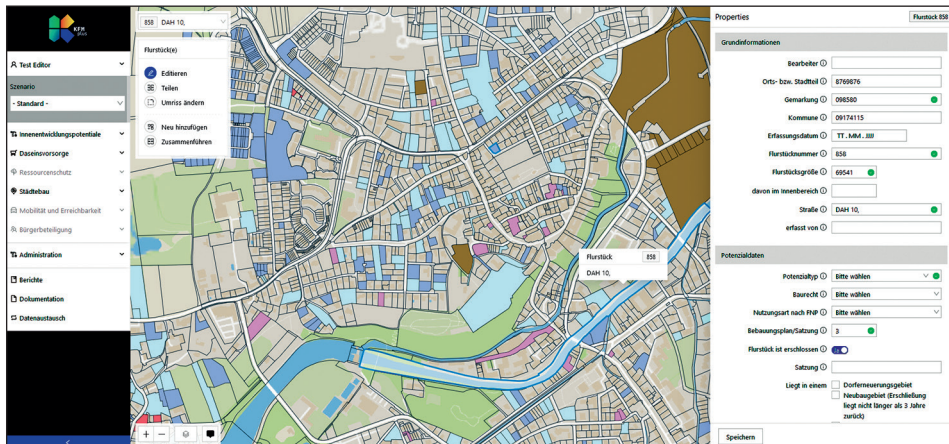 KFM
plus
Test Editor
Szenario
- Standard -
Innenentwicklungspotentiale
Daseinsvorsorge
Ressourcenschutz
Städtebau
Mobilität und Erreichbarkeit
Bürgerbeteiligung
Administration
Berichte
Dokumentation
Datenaustausch
858 DAH 10,
Flurstück(e)
Editieren
Teilen
Umriss ändern
Neu hinzufügen
Zusammenführen
Flurstück 858
DAH 10,
Properties
Flurstück 858
Grundinformationen
Bearbeiter
Orts- bzw. Stadtteil 8769876
Gemarkung 098580
Kommune 09174115
Erfassungsdatum TT . MM . JJJJ
Flurstücknummer 858
Flurstücksgröße 69541
davon im Innenbereich
Straße DAH 10,
erfasst von
Potenzialdaten
Potenzialtyp Bitte wählen
Baurecht Bitte wählen
Nutzungsart nach FNP Bitte wählen
Bebauungsplan/Satzung 3
Flurstück ist erschlossen
Satzung
Liegt in einem Dorferneuerungsgebiet
Neubaugebiet (Erschließung
liegt nicht länger als 3 Jahre
zurück)
Speichern